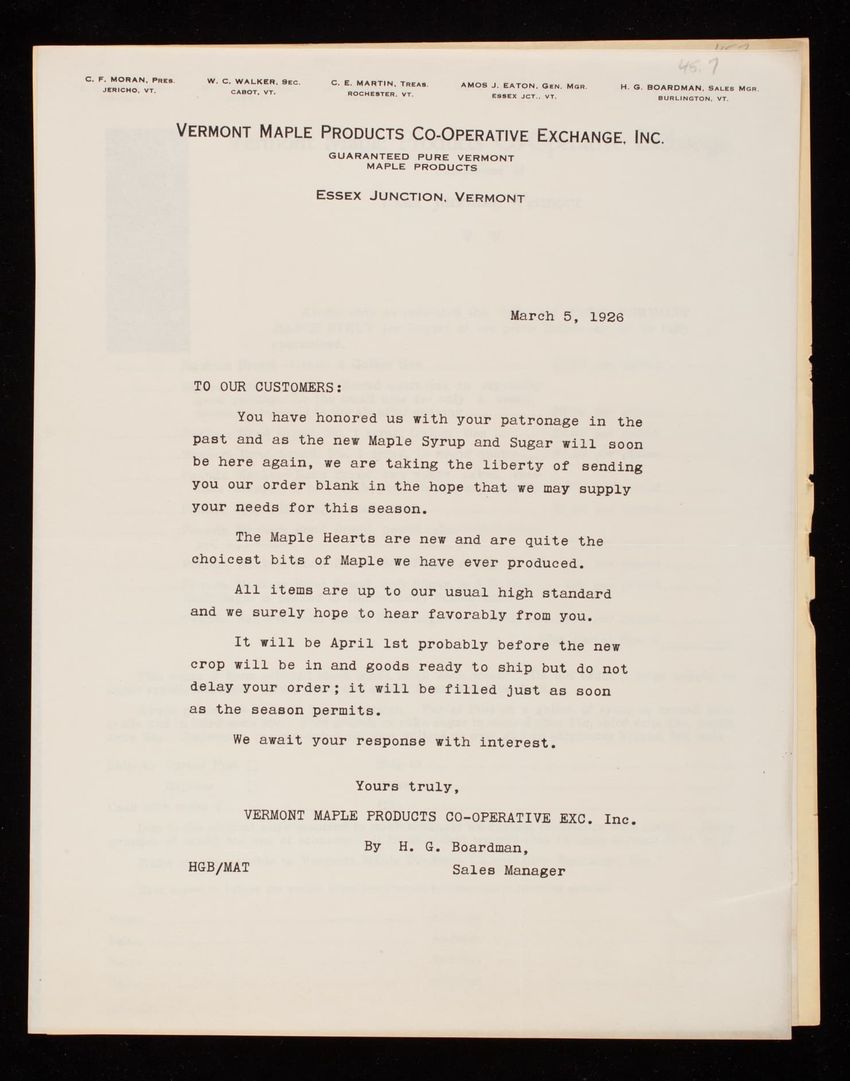 45.7
C. F. MORAN, PRES.
JERICHO, VT.
W. C. WALKER, SEC.
CABOT, VT.
C. E. MARTIN, TREAS.
ROCHESTER, VT.
AMOS J. EATON, GEN. MGR.
ESSEX JCT., VT.
H. G. BOARDMAN, SALES MGR.
BURLINGTON, VT.
VERMONT MAPLE PRODUCTS CO-OPERATIVE EXCHANGE, INC.
GUARANTEED PURE VERMONT
MAPLE PRODUCTS
ESSEX JUNCTION, VERMONT
March 5, 1926
TO OUR CUSTOMERS:
You have honored us with your patronage in the
past and as the new Maple Syrup and Sugar will soon
be here again, we are taking the liberty of sending
you our order blank in the hope that we may supply
your needs for this season.
The Maple Hearts are new and are quite the
choicest bits of Maple we have ever produced.
All items are up to our usual high standard
and we surely hope to hear favorably from you.
It will be April 1st probably before the new
crop will be in and goods ready to ship but do not
delay your order; it will be filled just as soon
as the season permits.
We await your response with interest.
Yours truly,
VERMONT MAPLE PRODUCTS CO-OPERATIVE EXC. Inc.
By H. G. Boardman,
HGB/MAT Sales Manager